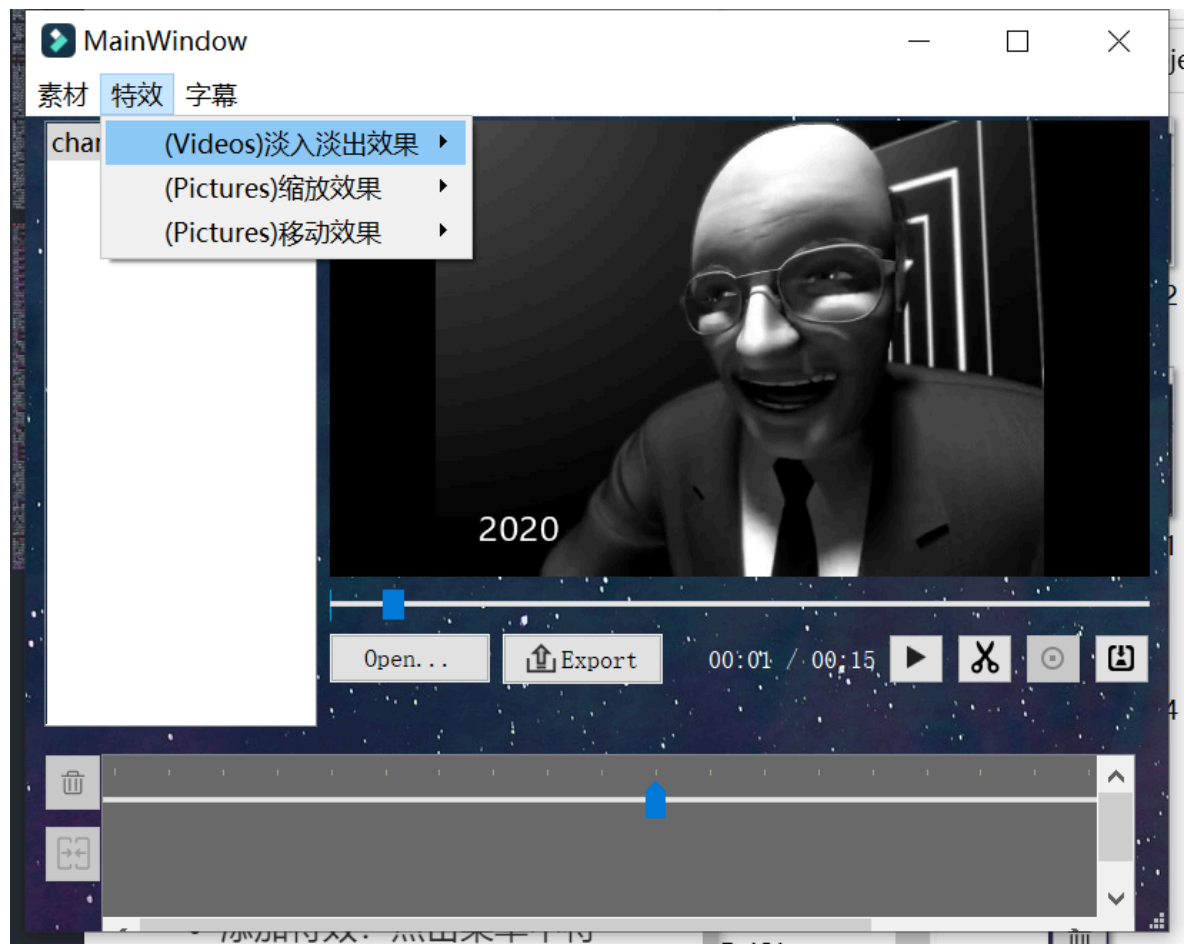 MainWindow
素材 特效 字幕
(Videos)淡入淡出效果
(Pictures)缩放效果
(Pictures)移动效果
2020
Open... Export 00:01 / 00:15